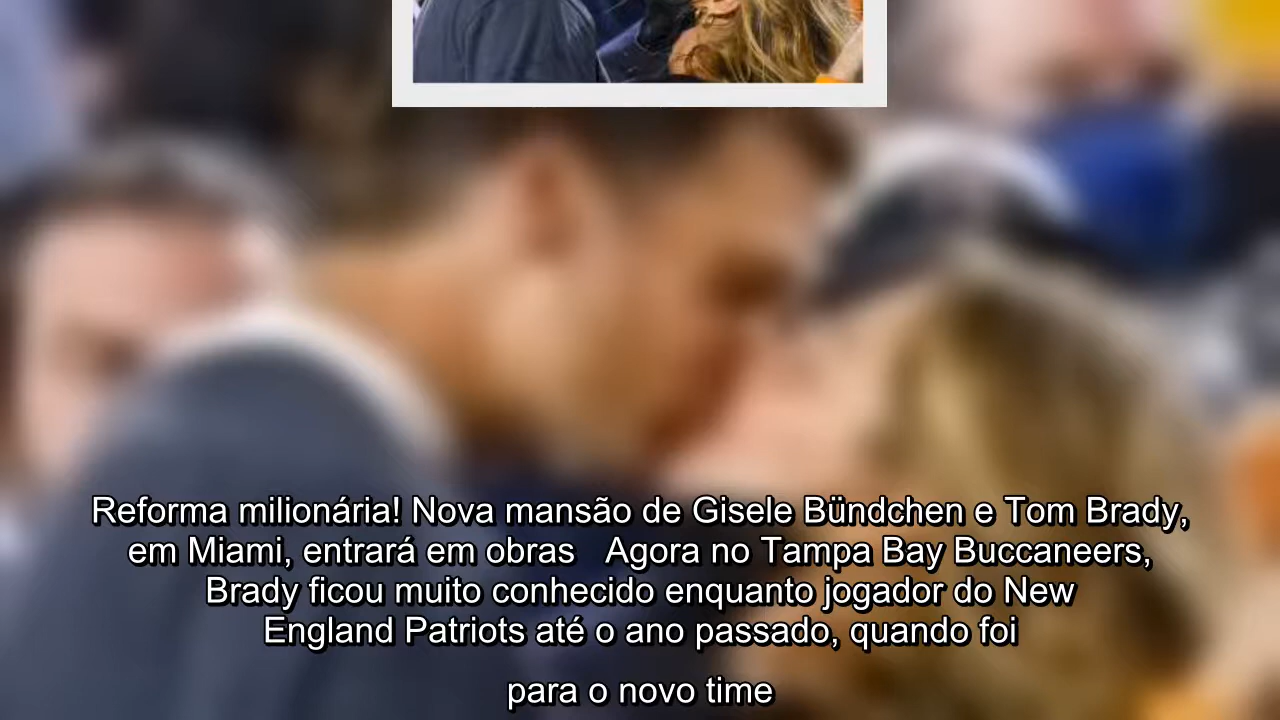 Reforma milionária! Nova mansão de Gisele Bündchen e Tom Brady,
em Miami, entrará em obras   Agora no Tampa Bay Buccaneers,
Brady ficou muito conhecido enquanto jogador do New
England Patriots até o ano passado, quando foi
para o novo time